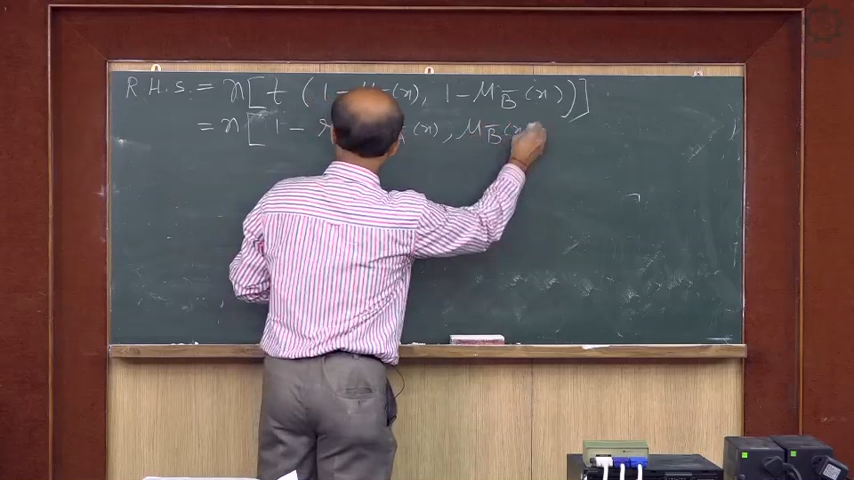 R.H.S. = n[t(1-μ (x), 1-μ_B̅(x))]
= n[1- (x), μ_B̅(x